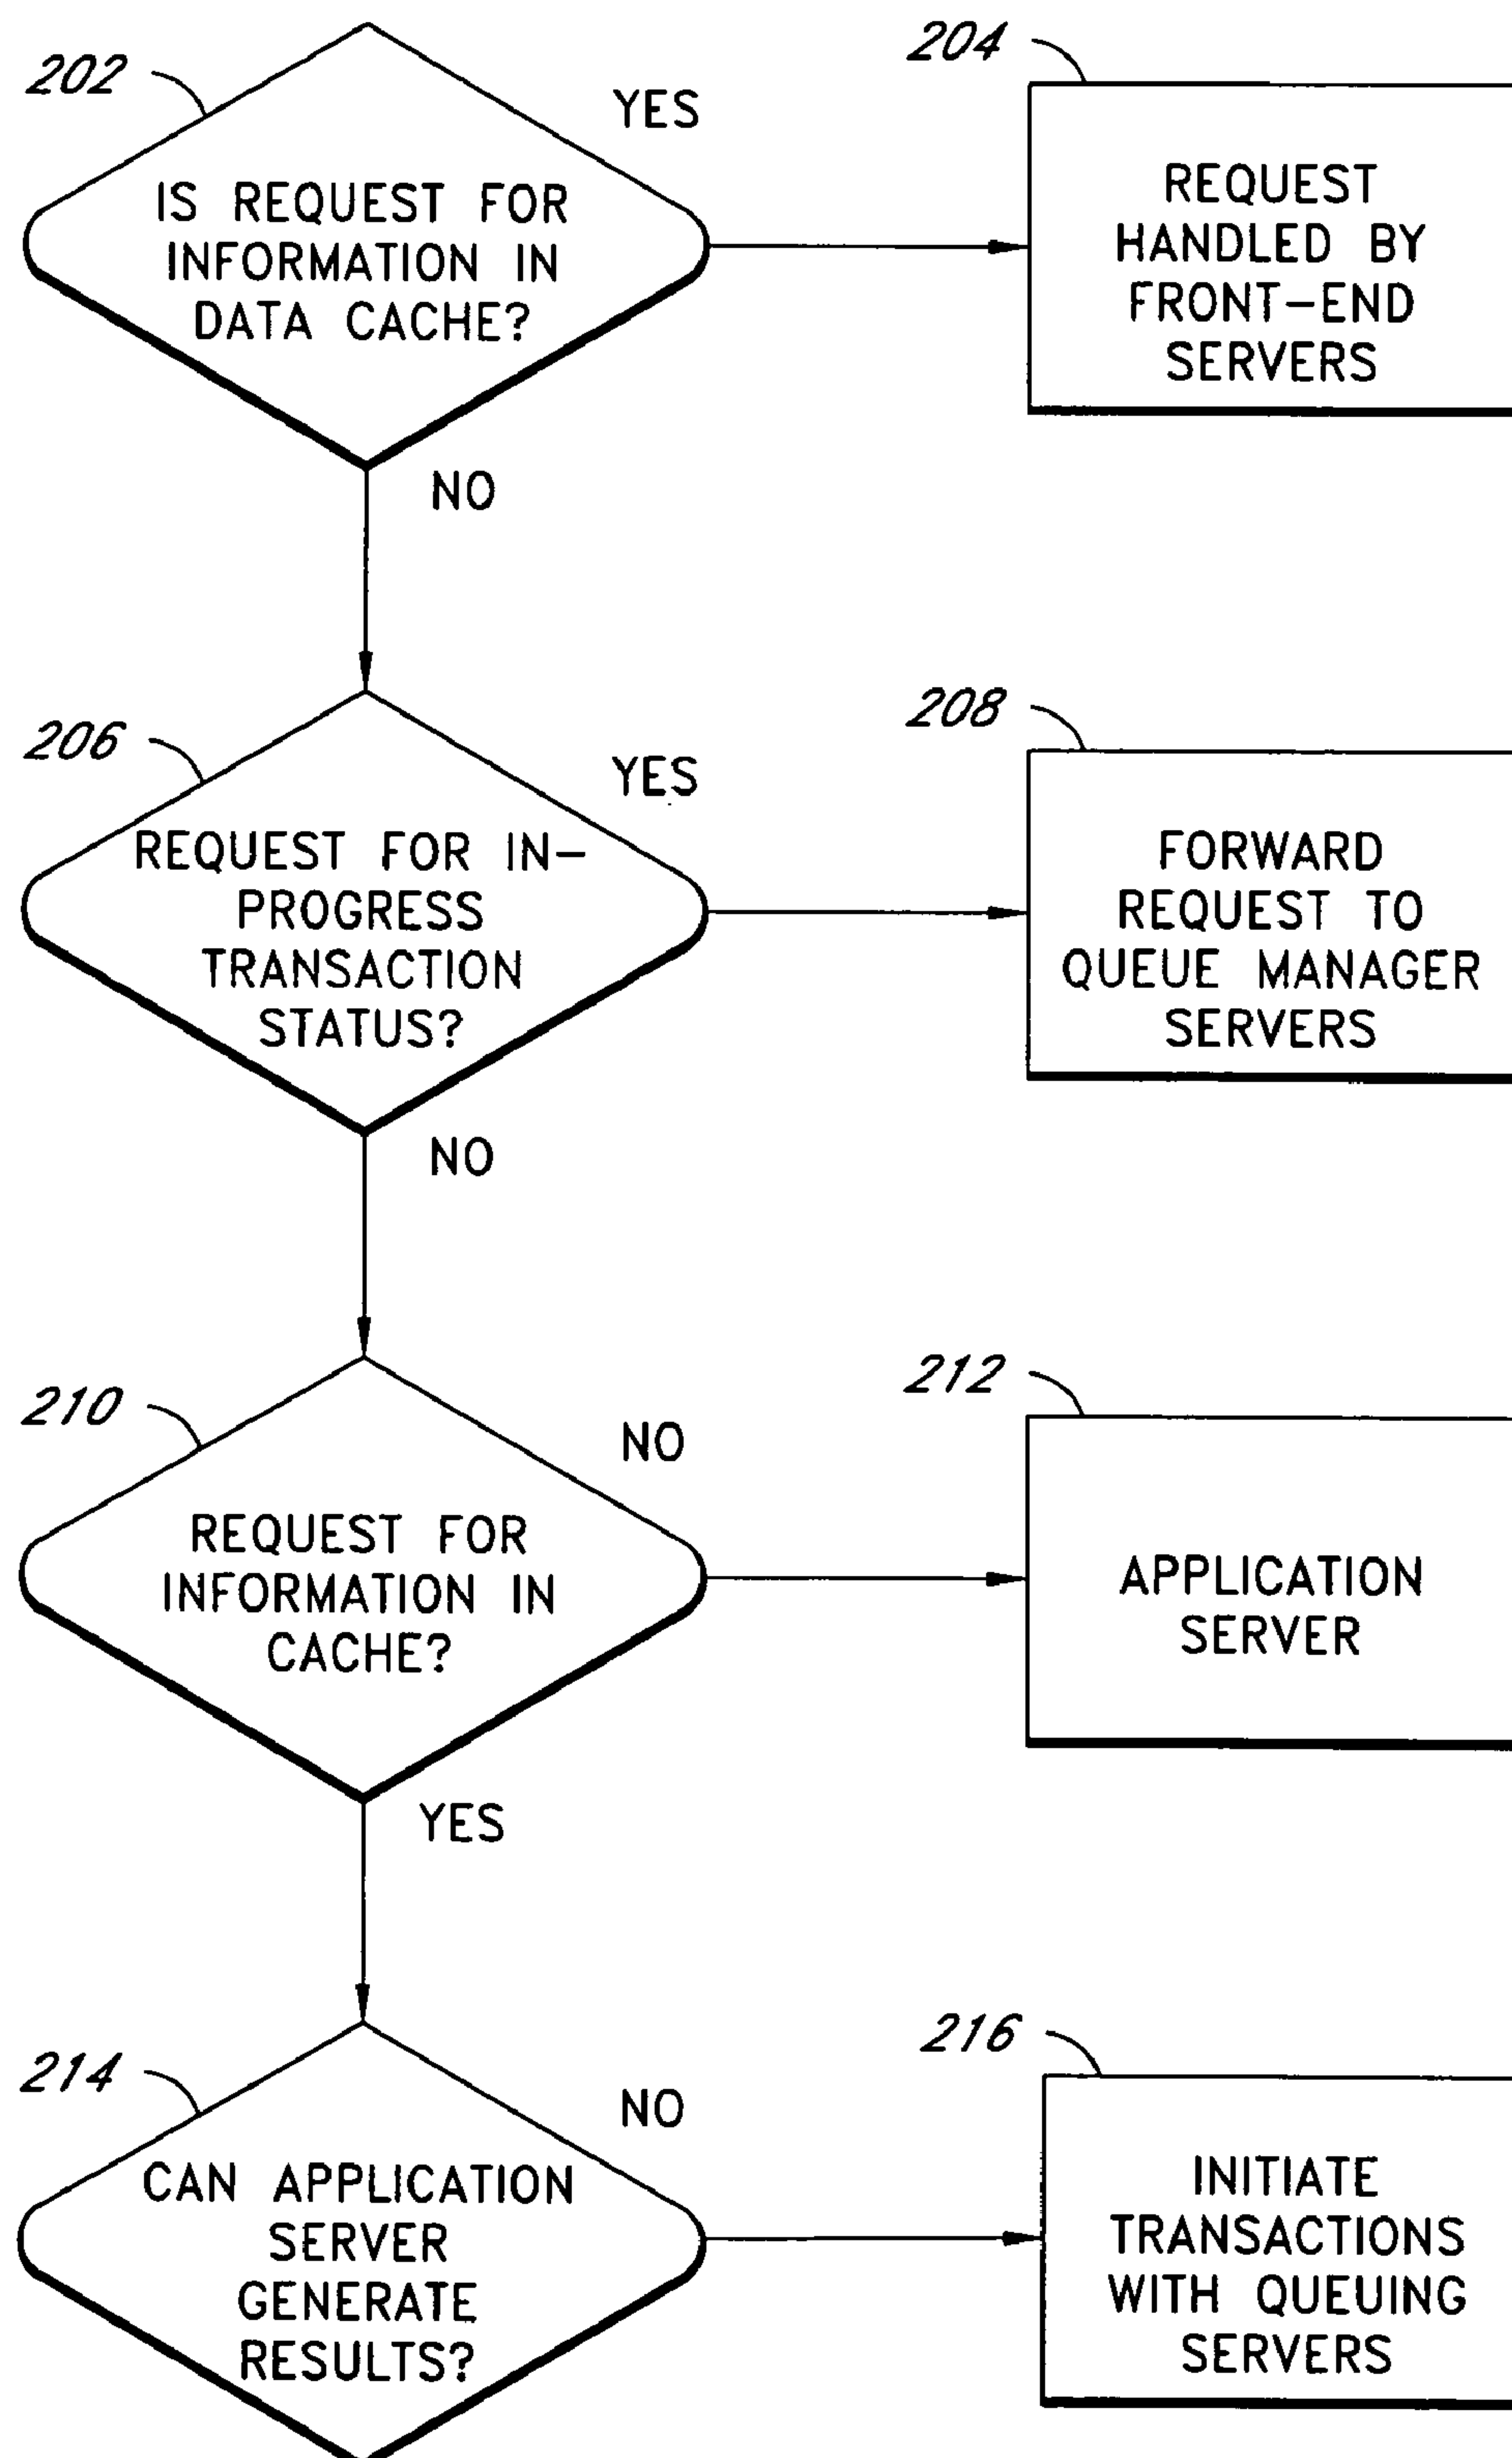 202
YES
IS REQUEST FOR
INFORMATION IN
DATA CACHE?
NO
204
REQUEST
HANDLED BY
FRONT-END
SERVERS
206
YES
REQUEST FOR IN-
PROGRESS
TRANSACTION
STATUS?
NO
208
FORWARD
REQUEST TO
QUEUE MANAGER
SERVERS
210
NO
REQUEST FOR
INFORMATION IN
CACHE?
YES
212
APPLICATION
SERVER
214
NO
CAN APPLICATION
SERVER
GENERATE
RESULTS?
216
INITIATE
TRANSACTIONS
WITH QUEUING
SERVERS